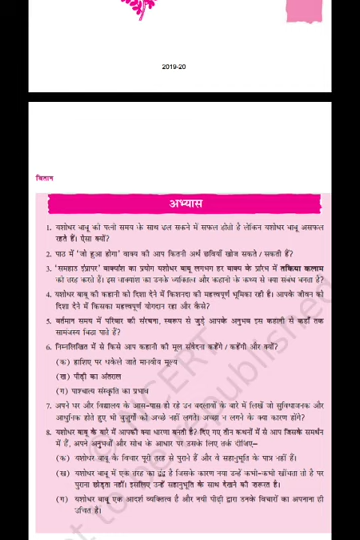 2019-20
वितान
अभ्यास
1. यशोधर बाबू की पत्नी समय के साथ ढल सकने में सफल होती है लेकिन यशोधर बाबू असफल
रहते हैं। ऐसा क्यों?
2. पाठ में 'जो हुआ होगा' वाक्य की आप कितनी अर्थ छवियाँ खोज सकते / सकती हैं?
3. 'समहाउ इंप्रापर' वाक्यांश का प्रयोग यशोधर बाबू लगभग हर वाक्य के प्रारंभ में तकिया कलाम
की तरह करते हैं। इस वाक्यांश का उनके व्यक्तित्व और कहानी के कथ्य से क्या संबंध बनता है?
4. यशोधर बाबू की कहानी को दिशा देने में किशनदा की महत्त्वपूर्ण भूमिका रही है। आपके जीवन को
दिशा देने में किसका महत्त्वपूर्ण योगदान रहा और कैसे?
5. वर्तमान समय में परिवार की संरचना, स्वरूप से जुड़े आपके अनुभव इस कहानी से कहाँ तक
सामंजस्य बिठा पाते हैं?
6. निम्नलिखित में से किसे आप कहानी की मूल संवेदना कहेंगे / कहेंगी और क्यों?
(क) हाशिए पर धकेले जाते मानवीय मूल्य
(ख) पीढ़ी का अंतराल
(ग) पाश्चात्य संस्कृति का प्रभाव
7. अपने घर और विद्यालय के आस-पास हो रहे उन बदलावों के बारे में लिखें जो सुविधाजनक और
आधुनिक होते हुए भी बुज़ुर्गों को अच्छे नहीं लगते। अच्छा न लगने के क्या कारण होंगे?
8. यशोधर बाबू के बारे में आपकी क्या धारणा बनती है? दिए गए तीन कथनों में से आप जिसके समर्थन
में हैं, अपने अनुभवों और सोच के आधार पर उसके लिए तर्क दीजिए–
(क) यशोधर बाबू के विचार पूरी तरह से पुराने हैं और वे सहानुभूति के पात्र नहीं हैं।
(ख) यशोधर बाबू में एक तरह का द्वंद्व है जिसके कारण नया उन्हें कभी-कभी खींचता तो है पर
पुराना छोड़ता नहीं। इसलिए उन्हें सहानुभूति के साथ देखने की ज़रूरत है।
(ग) यशोधर बाबू एक आदर्श व्यक्तित्व है और नयी पीढ़ी द्वारा उनके विचारों का अपनाना ही
उचित है।